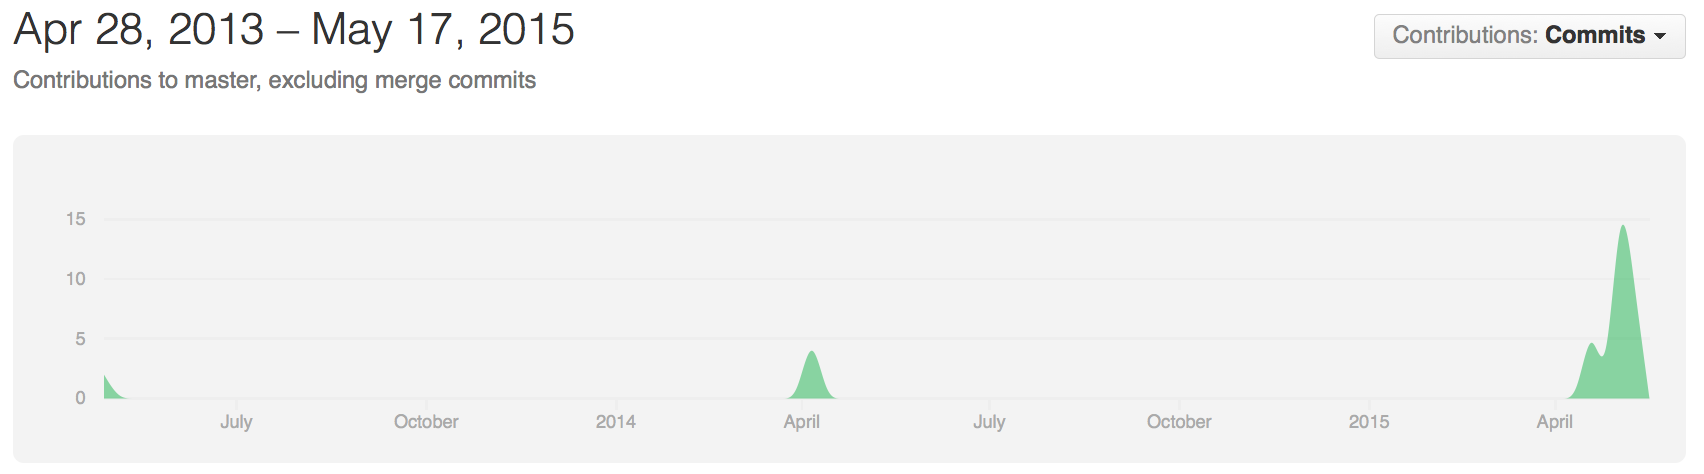 Apr 28, 2013 – May 17, 2015
Contributions: Commits
Contributions to master, excluding merge commits
15
10
5
0
July October 2014 April July October 2015 April